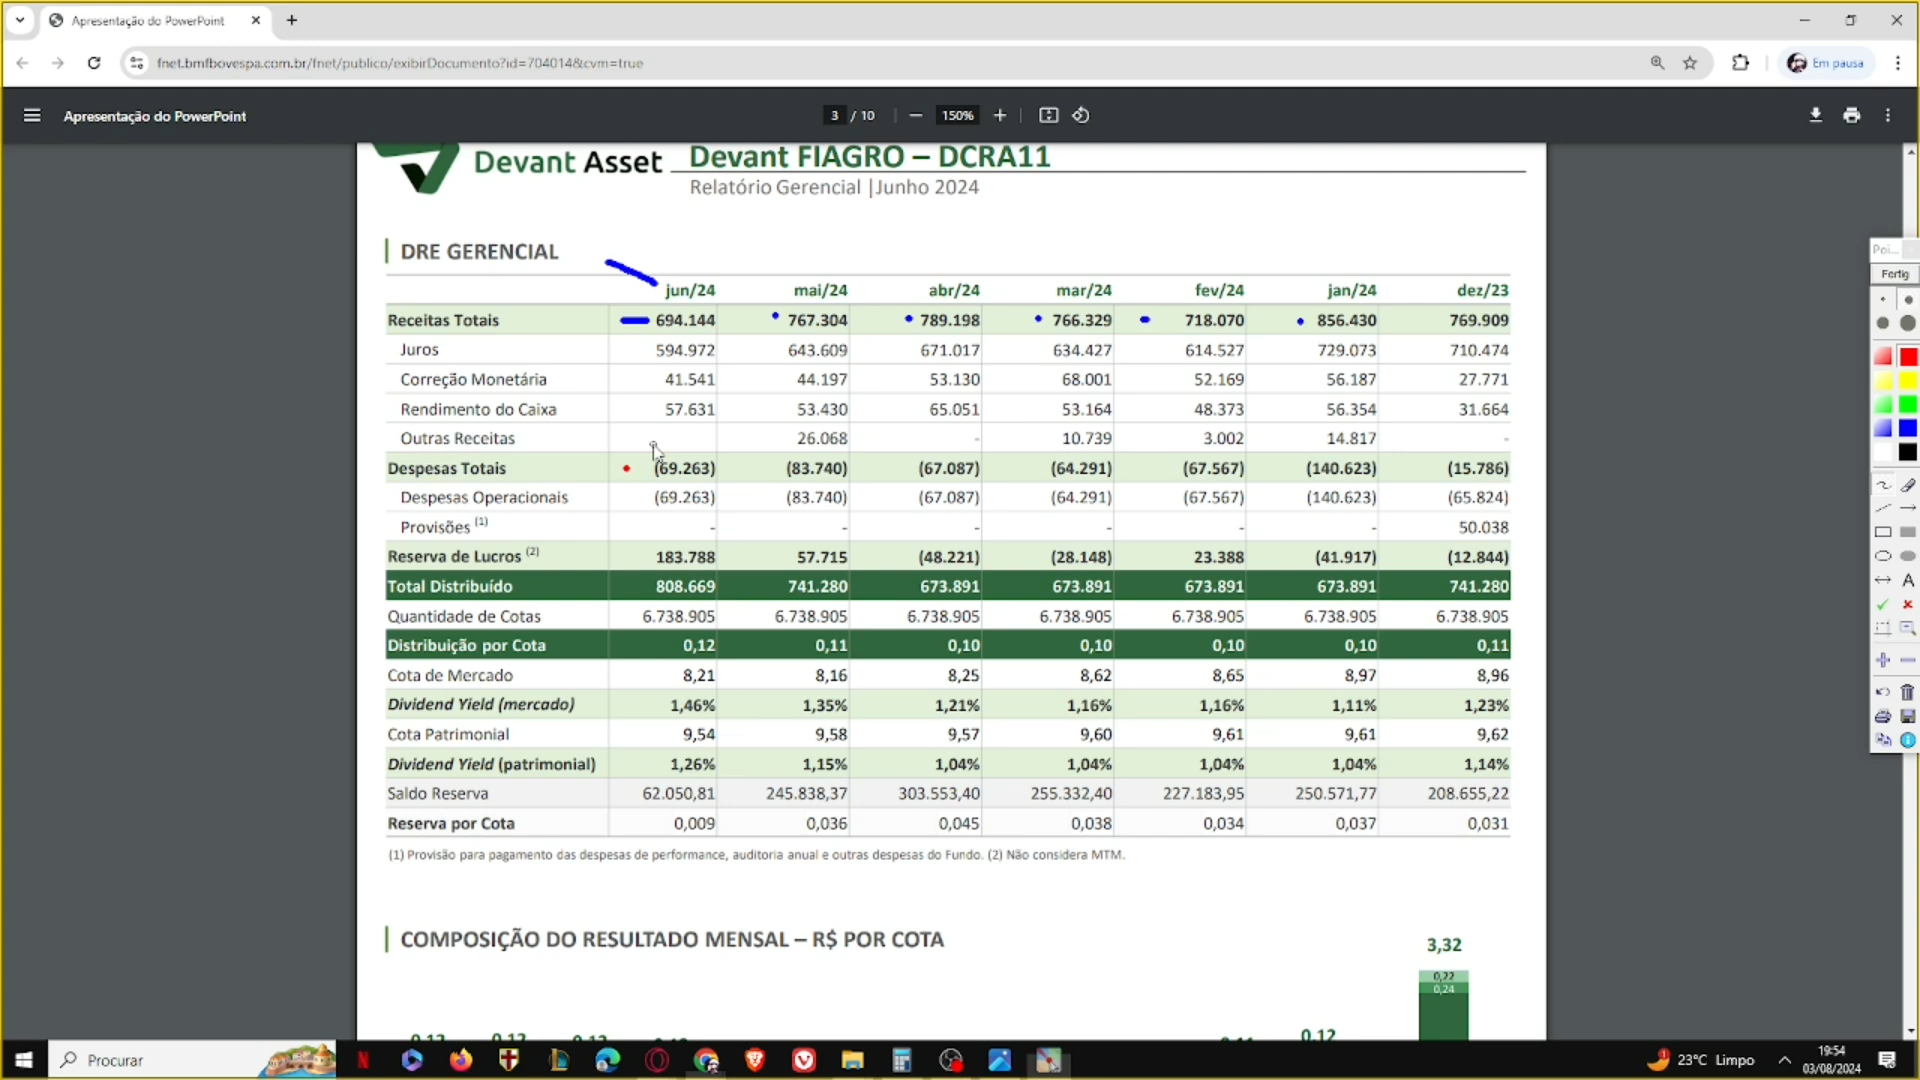 Apresentação do PowerPoint
fnet.bmfbovespa.com.br/fnet/publico/exibirDocumento?id=704014&cvm=true
Em pausa
Apresentação do PowerPoint
3 / 10
150%
Devant Asset
Devant FIAGRO – DCRA11
Relatório Gerencial |Junho 2024
DRE GERENCIAL
jun/24 mai/24 abr/24 mar/24 fev/24 jan/24 dez/23
Receitas Totais 694.144 767.304 789.198 766.329 718.070 856.430 769.909
Juros 594.972 643.609 671.017 634.427 614.527 729.073 710.474
Correção Monetária 41.541 44.197 53.130 68.001 52.169 56.187 27.771
Rendimento do Caixa 57.631 53.430 65.051 53.164 48.373 56.354 31.664
Outras Receitas 26.068 - 10.739 3.002 14.817 -
Despesas Totais (69.263) (83.740) (67.087) (64.291) (67.567) (140.623) (15.786)
Despesas Operacionais (69.263) (83.740) (67.087) (64.291) (67.567) (140.623) (65.824)
Provisões (1) - - - - - - 50.038
Reserva de Lucros (2) 183.788 57.715 (48.221) (28.148) 23.388 (41.917) (12.844)
Total Distribuído 808.669 741.280 673.891 673.891 673.891 673.891 741.280
Quantidade de Cotas 6.738.905 6.738.905 6.738.905 6.738.905 6.738.905 6.738.905 6.738.905
Distribuição por Cota 0,12 0,11 0,10 0,10 0,10 0,10 0,11
Cota de Mercado 8,21 8,16 8,25 8,62 8,65 8,97 8,96
Dividend Yield (mercado) 1,46% 1,35% 1,21% 1,16% 1,16% 1,11% 1,23%
Cota Patrimonial 9,54 9,58 9,57 9,60 9,61 9,61 9,62
Dividend Yield (patrimonial) 1,26% 1,15% 1,04% 1,04% 1,04% 1,04% 1,14%
Saldo Reserva 62.050,81 245.838,37 303.553,40 255.332,40 227.183,95 250.571,77 208.655,22
Reserva por Cota 0,009 0,036 0,045 0,038 0,034 0,037 0,031
(1) Provisão para pagamento das despesas de performance, auditoria anual e outras despesas do Fundo. (2) Não considera MTM.
COMPOSIÇÃO DO RESULTADO MENSAL – R$ POR COTA
3,32
0,22
0,24
0,12
Poi...
Fertig
A
Procurar
23°C Limpo
19:54
03/08/2024